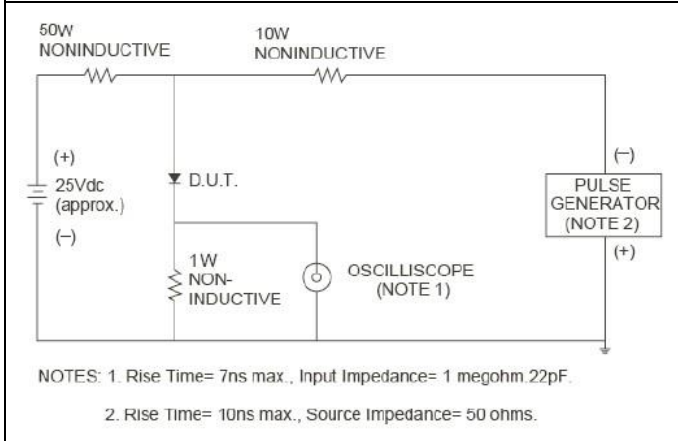 50W
NONINDUCTIVE
10W
NONINDUCTIVE
(+)
25Vdc
(approx.)
(−)
D.U.T.
1W
NON-
INDUCTIVE
OSCILLISCOPE
(NOTE 1)
(−)
PULSE
GENERATOR
(NOTE 2)
(+)
NOTES: 1. Rise Time= 7ns max., Input Impedance= 1 megohm.22pF.
2. Rise Time= 10ns max., Source Impedance= 50 ohms.